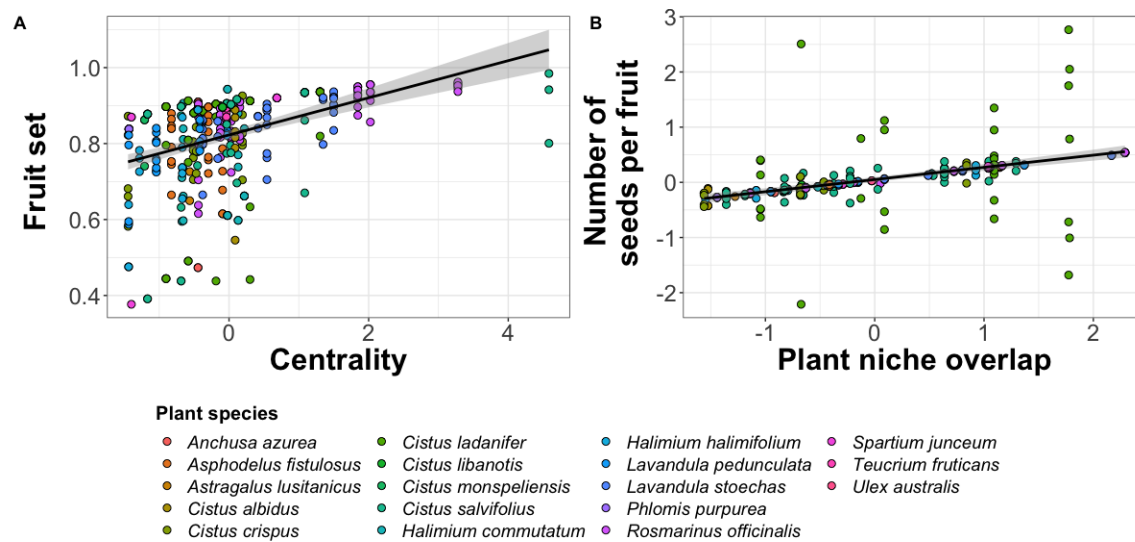 A
Fruit set
1.0
0.8
0.6
0.4
0
2
4
Centrality
B
Number of
seeds per fruit
3
2
1
0
-1
-2
-1
0
1
2
Plant niche overlap
Plant species
Anchusa azurea
Asphodelus fistulosus
Astragalus lusitanicus
Cistus albidus
Cistus crispus
Cistus ladanifer
Cistus libanotis
Cistus monspeliensis
Cistus salvifolius
Halimium commutatum
Halimium halimifolium
Lavandula pedunculata
Lavandula stoechas
Phlomis purpurea
Rosmarinus officinalis
Spartium junceum
Teucrium fruticans
Ulex australis